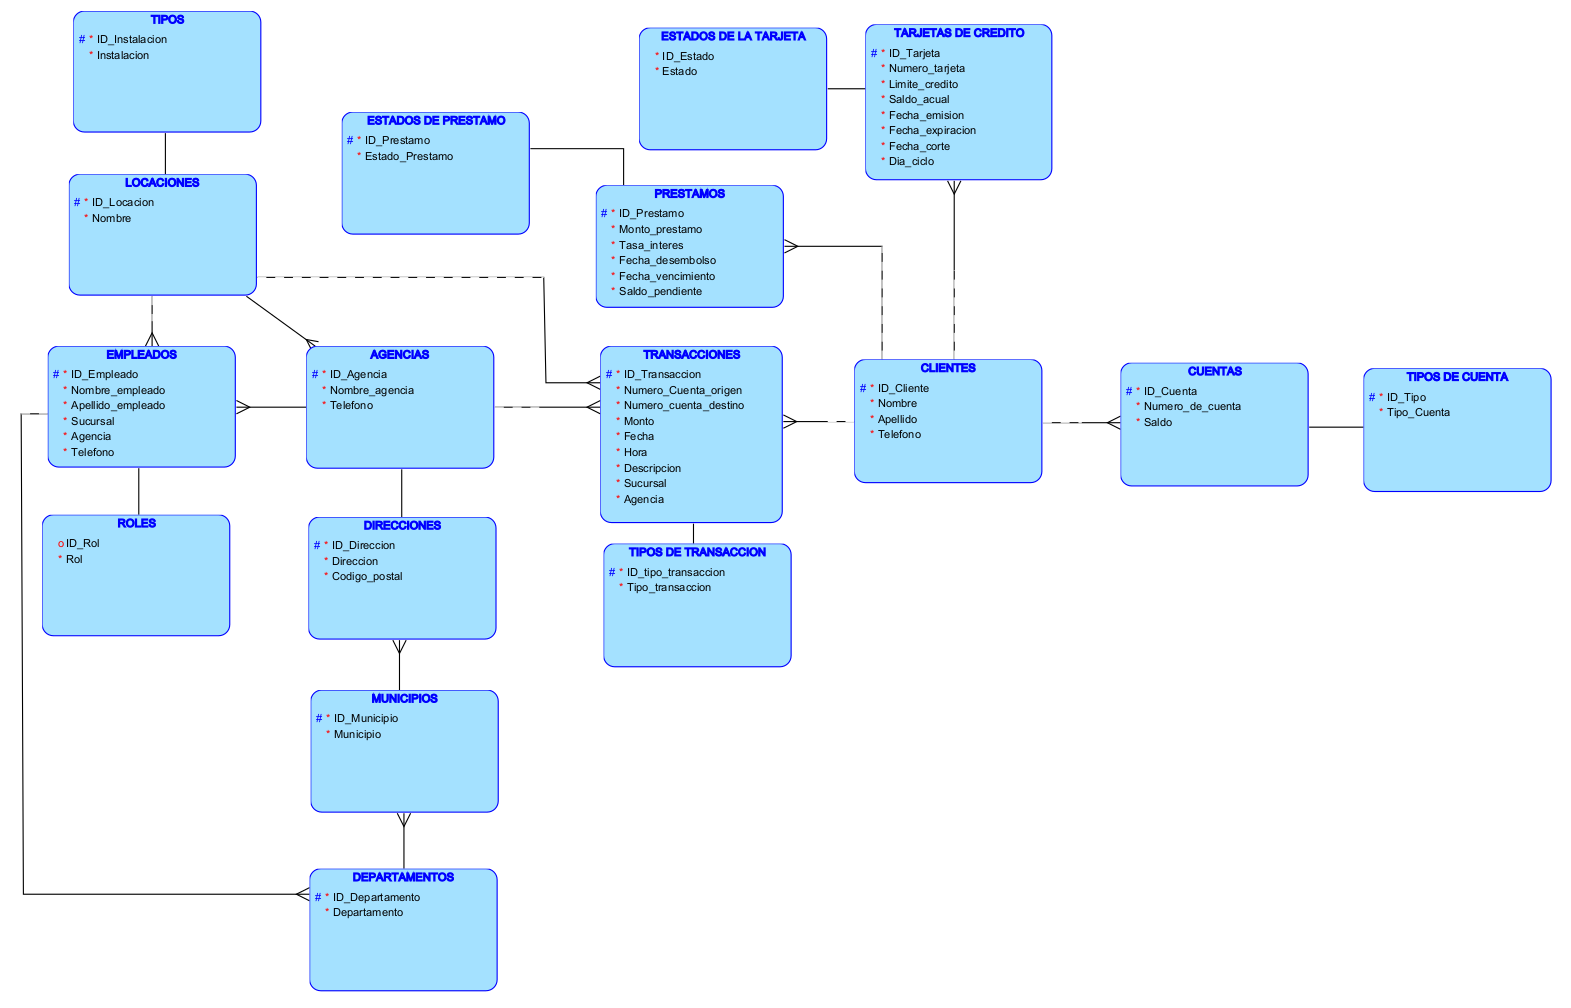 TIPOS
# * ID_Instalacion
* Instalacion
ESTADOS DE LA TARJETA
* ID_Estado
* Estado
TARJETAS DE CREDITO
# * ID_Tarjeta
* Numero_tarjeta
* Limite_credito
* Saldo_acual
* Fecha_emision
* Fecha_expiracion
* Fecha_corte
* Dia_ciclo
ESTADOS DE PRESTAMO
# * ID_Prestamo
* Estado_Prestamo
LOCACIONES
# * ID_Locacion
* Nombre
PRESTAMOS
# * ID_Prestamo
* Monto_prestamo
* Tasa_interes
* Fecha_desembolso
* Fecha_vencimiento
* Saldo_pendiente
EMPLEADOS
# * ID_Empleado
* Nombre_empleado
* Apellido_empleado
* Sucursal
* Agencia
* Telefono
AGENCIAS
# * ID_Agencia
* Nombre_agencia
* Telefono
TRANSACCIONES
# * ID_Transaccion
* Numero_Cuenta_origen
* Numero_cuenta_destino
* Monto
* Fecha
* Hora
* Descripcion
* Sucursal
* Agencia
CLIENTES
# * ID_Cliente
* Nombre
* Apellido
* Telefono
CUENTAS
# * ID_Cuenta
* Numero_de_cuenta
* Saldo
TIPOS DE CUENTA
# * ID_Tipo
* Tipo_Cuenta
ROLES
o ID_Rol
* Rol
DIRECCIONES
# * ID_Direccion
* Direccion
* Codigo_postal
TIPOS DE TRANSACCION
# * ID_tipo_transaccion
* Tipo_transaccion
MUNICIPIOS
# * ID_Municipio
* Municipio
DEPARTAMENTOS
# * ID_Departamento
* Departamento